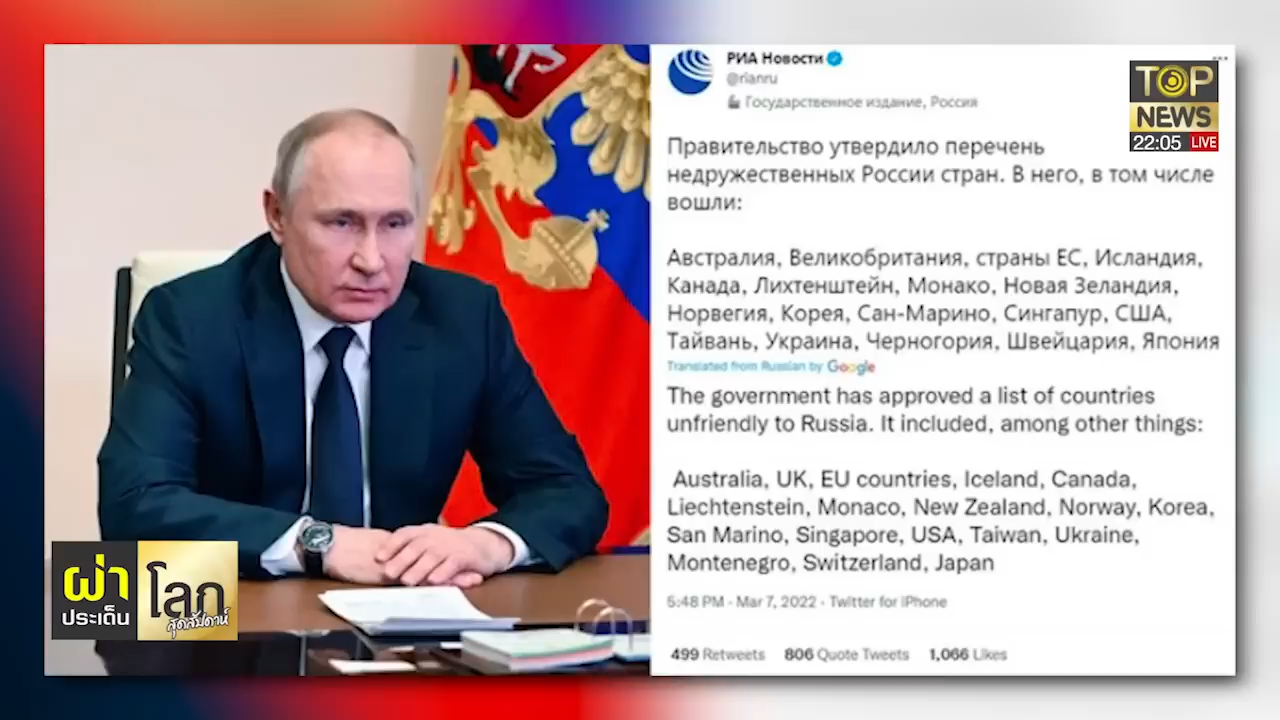 РИА Новости
@rianru
Государственное издание, Россия
TOP
NEWS
22:05 LIVE
Правительство утвердило перечень
недружественных России стран. В него, в том числе
вошли:
Австралия, Великобритания, страны ЕС, Исландия,
Канада, Лихтенштейн, Монако, Новая Зеландия,
Норвегия, Корея, Сан-Марино, Сингапур, США,
Тайвань, Украина, Черногория, Швейцария, Япония
Translated from Russian by Google
The government has approved a list of countries
unfriendly to Russia. It included, among other things:
Australia, UK, EU countries, Iceland, Canada,
Liechtenstein, Monaco, New Zealand, Norway, Korea,
San Marino, Singapore, USA, Taiwan, Ukraine,
Montenegro, Switzerland, Japan
5:48 PM · Mar 7, 2022 · Twitter for iPhone
499 Retweets 806 Quote Tweets 1,066 Likes
ผ่า
ประเด็น
โลก
สุดสัปดาห์